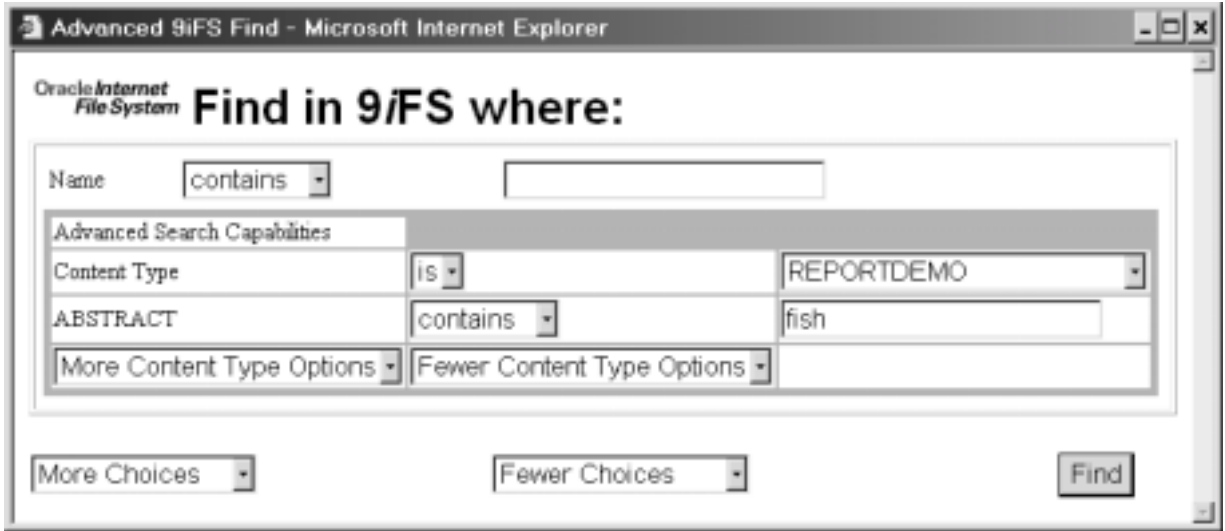 Advanced 9iFS Find - Microsoft Internet Explorer
Oracle Internet
File System
Find in 9iFS where:
Name contains
Advanced Search Capabilities
Content Type is REPORTDEMO
ABSTRACT contains fish
More Content Type Options Fewer Content Type Options
More Choices Fewer Choices Find